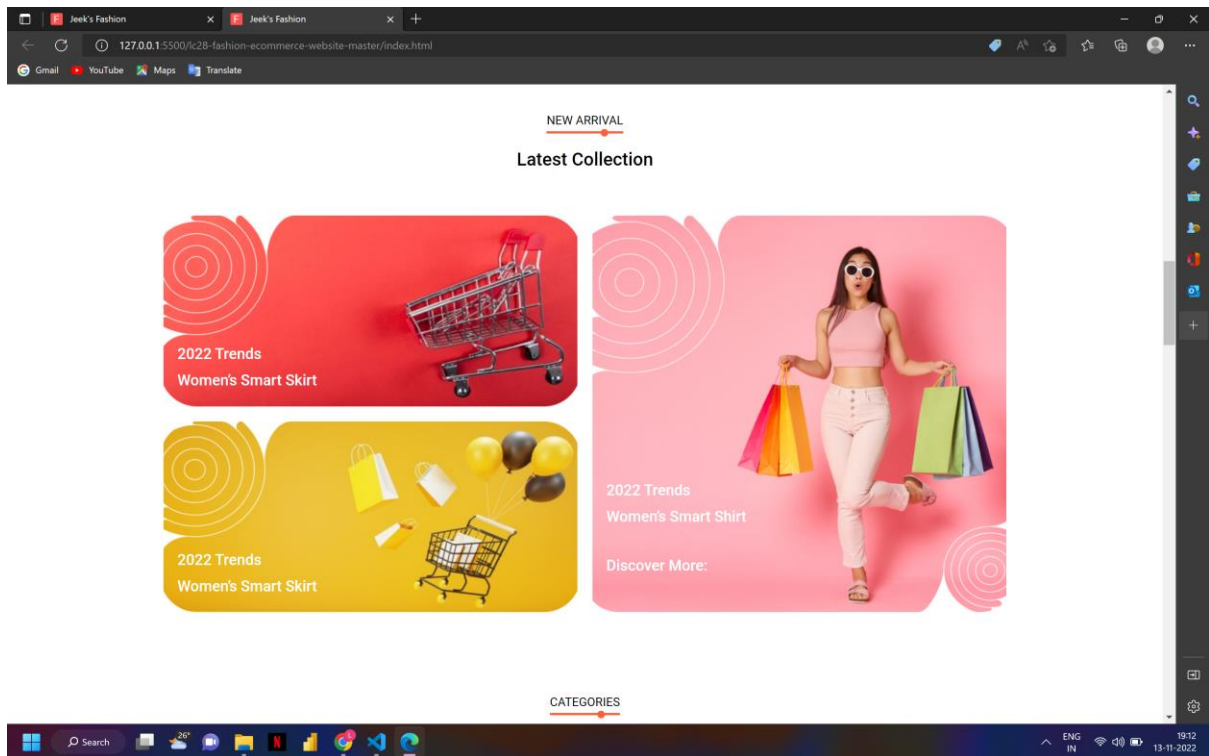 Jeek's Fashion
Jeek's Fashion
127.0.0.1:5500/lc28-fashion-ecommerce-website-master/index.html
Gmail
YouTube
Maps
Translate
NEW ARRIVAL
Latest Collection
2022 Trends
Women's Smart Skirt
2022 Trends
Women's Smart Skirt
2022 Trends
Women's Smart Shirt
Discover More:
CATEGORIES
Search
26°
ENG
IN
19:12
13-11-2022